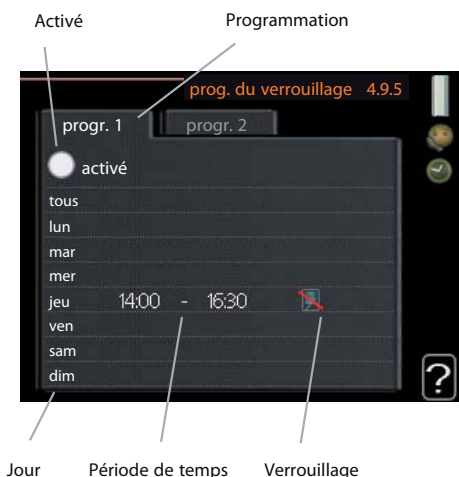 Activé Programmation
prog. du verrouillage 4.9.5
progr. 1 progr. 2
activé
tous
lun
mar
mer
jeu 14:00 - 16:30
ven
sam
dim
?
Jour Période de temps Verrouillage